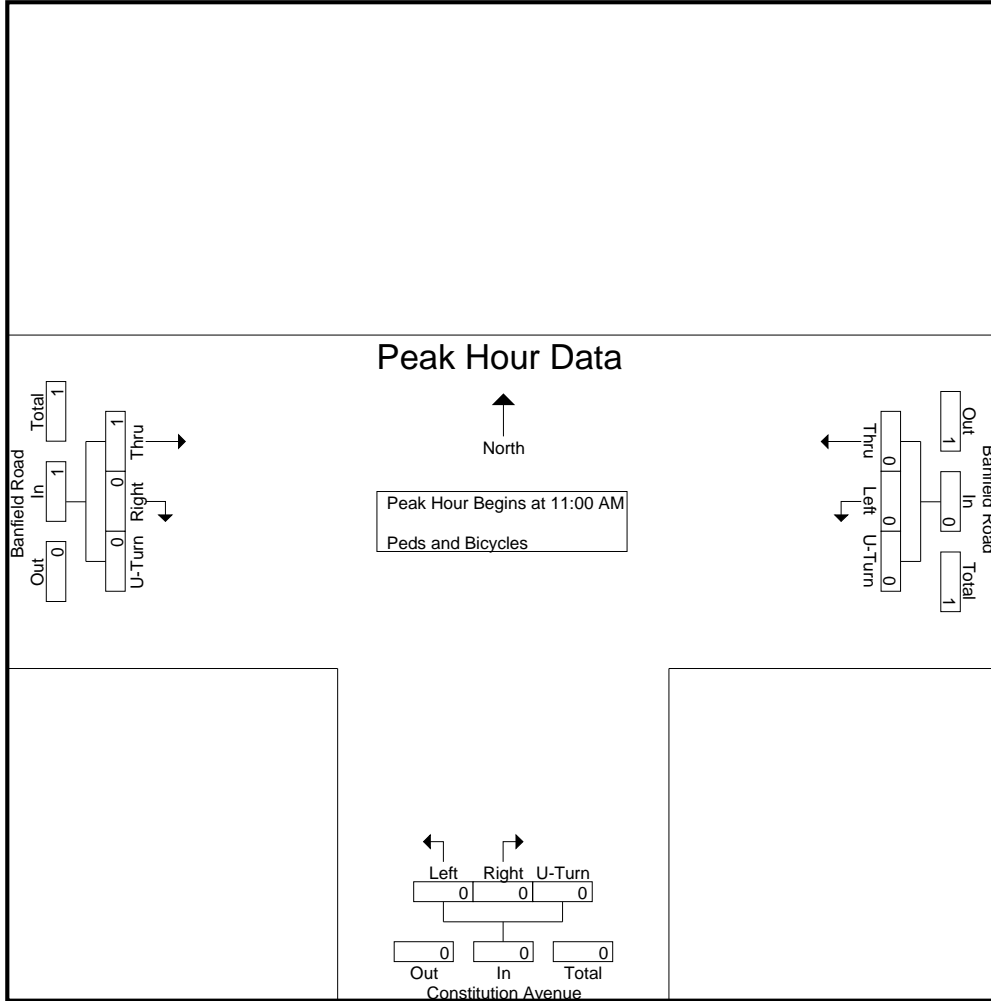 Peak Hour Data
North
Peak Hour Begins at 11:00 AM
Peds and Bicycles
Banfield Road
Total In Out
1 1 0
Thru Right U-Turn
1 0 0
Banfield Road
Out In Total
1 0 1
Thru Left U-Turn
0 0 0
Left Right U-Turn
0 0 0
0 0 0
Out In Total
Constitution Avenue